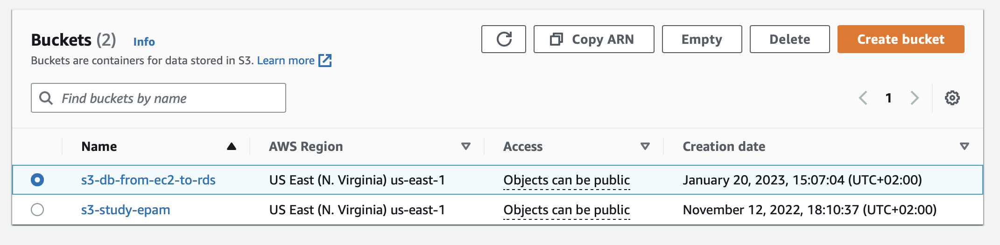 Buckets (2) Info
Buckets are containers for data stored in S3. Learn more
Copy ARN
Empty
Delete
Create bucket
Find buckets by name
1
Name AWS Region Access Creation date
s3-db-from-ec2-to-rds US East (N. Virginia) us-east-1 Objects can be public January 20, 2023, 15:07:04 (UTC+02:00)
s3-study-epam US East (N. Virginia) us-east-1 Objects can be public November 12, 2022, 18:10:37 (UTC+02:00)